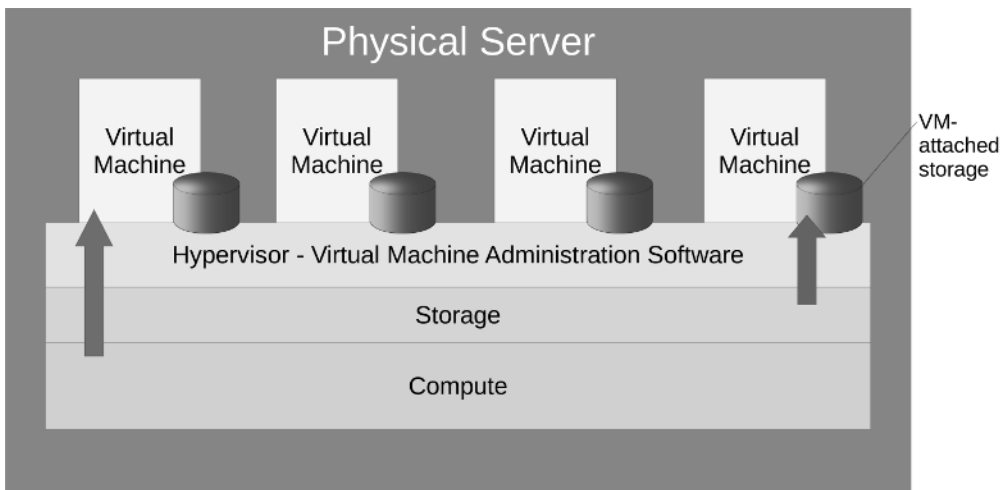 Physical Server
Virtual
Machine
Virtual
Machine
Virtual
Machine
Virtual
Machine
VM-
attached
storage
Hypervisor - Virtual Machine Administration Software
Storage
Compute